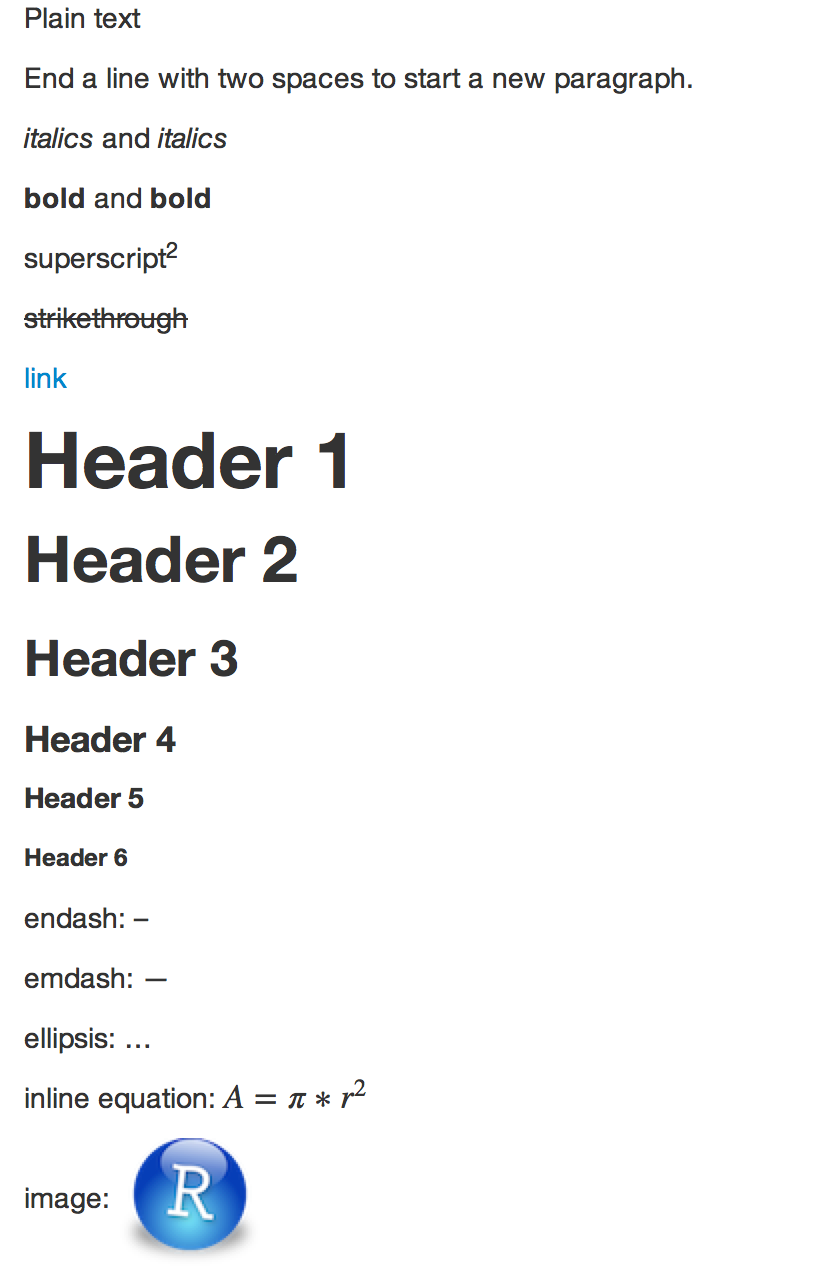 Plain text
End a line with two spaces to start a new paragraph.
italics and italics
bold and bold
superscript²
strikethrough
link
Header 1
Header 2
Header 3
Header 4
Header 5
Header 6
endash: –
emdash: —
ellipsis: …
inline equation: A = π * r²
image: R